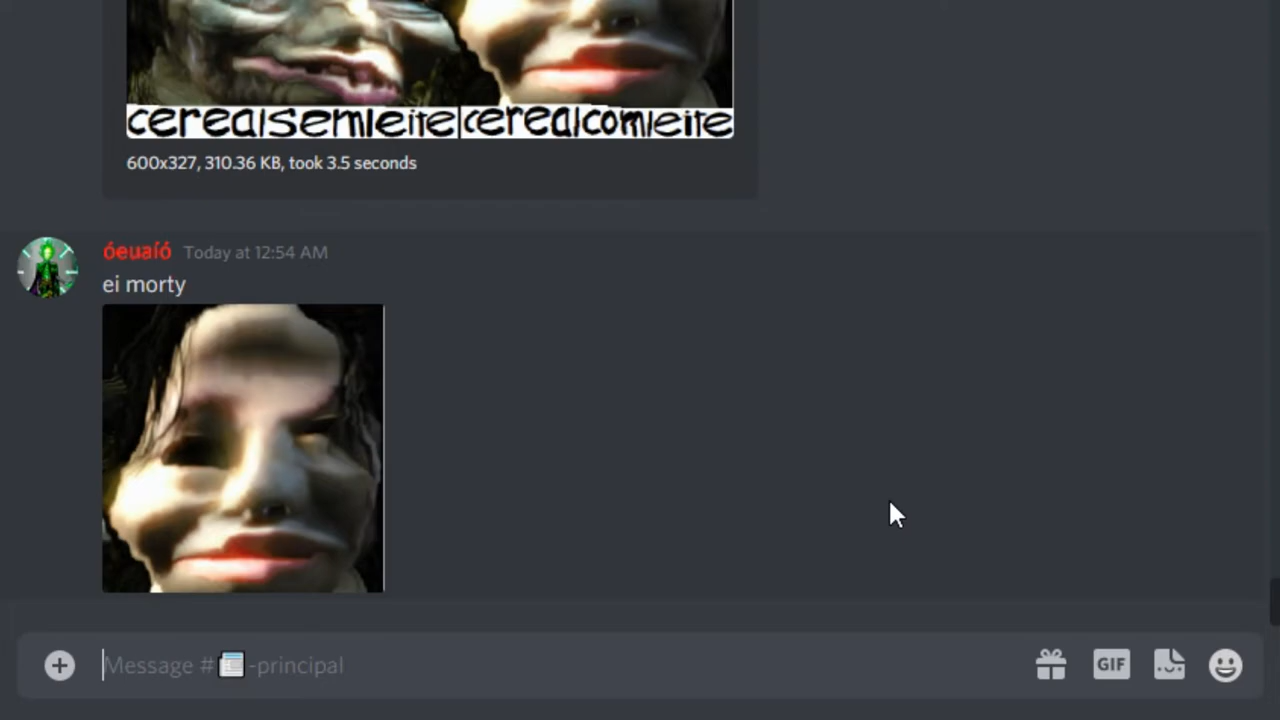 cerealsemleite cerealcomleite
600x327, 310.36 KB, took 3.5 seconds
óeuaíó Today at 12:54 AM
ei morty
Message # -principal
GIF